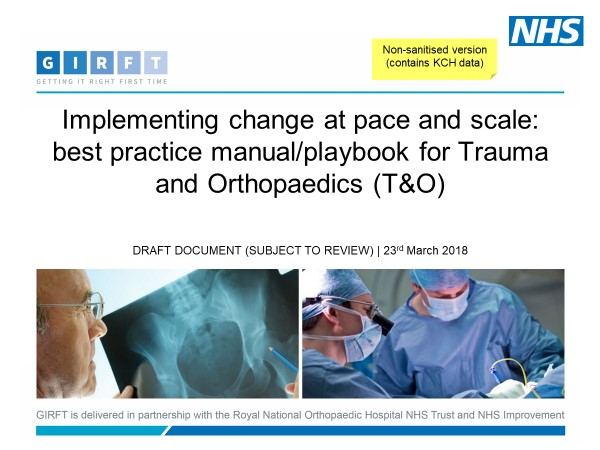 NHS
Non-sanitised version
(contains KCH data)
GIRFT
GETTING IT RIGHT FIRST TIME
Implementing change at pace and scale:
best practice manual/playbook for Trauma
and Orthopaedics (T&O)
DRAFT DOCUMENT (SUBJECT TO REVIEW) | 23rd March 2018
GIRFT is delivered in partnership with the Royal National Orthopaedic Hospital NHS Trust and NHS Improvement